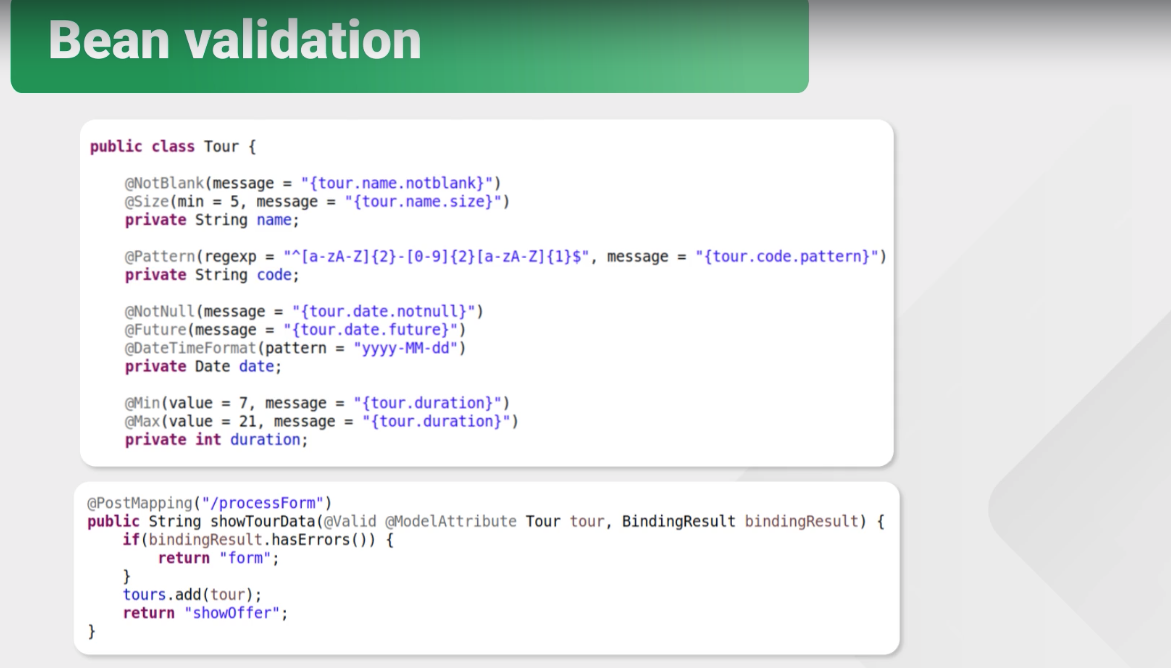 Bean validation
public class Tour {
@NotBlank(message = "{tour.name.notblank}")
@Size(min = 5, message = "{tour.name.size}")
private String name;
@Pattern(regexp = "^[a-zA-Z]{2}-[0-9]{2}[a-zA-Z]{1}$", message = "{tour.code.pattern}")
private String code;
@NotNull(message = "{tour.date.notnull}")
@Future(message = "{tour.date.future}")
@DateTimeFormat(pattern = "yyyy-MM-dd")
private Date date;
@Min(value = 7, message = "{tour.duration}")
@Max(value = 21, message = "{tour.duration}")
private int duration;
@PostMapping("/processForm")
public String showTourData(@Valid @ModelAttribute Tour tour, BindingResult bindingResult) {
if(bindingResult.hasErrors()) {
return "form";
}
tours.add(tour);
return "showOffer";
}